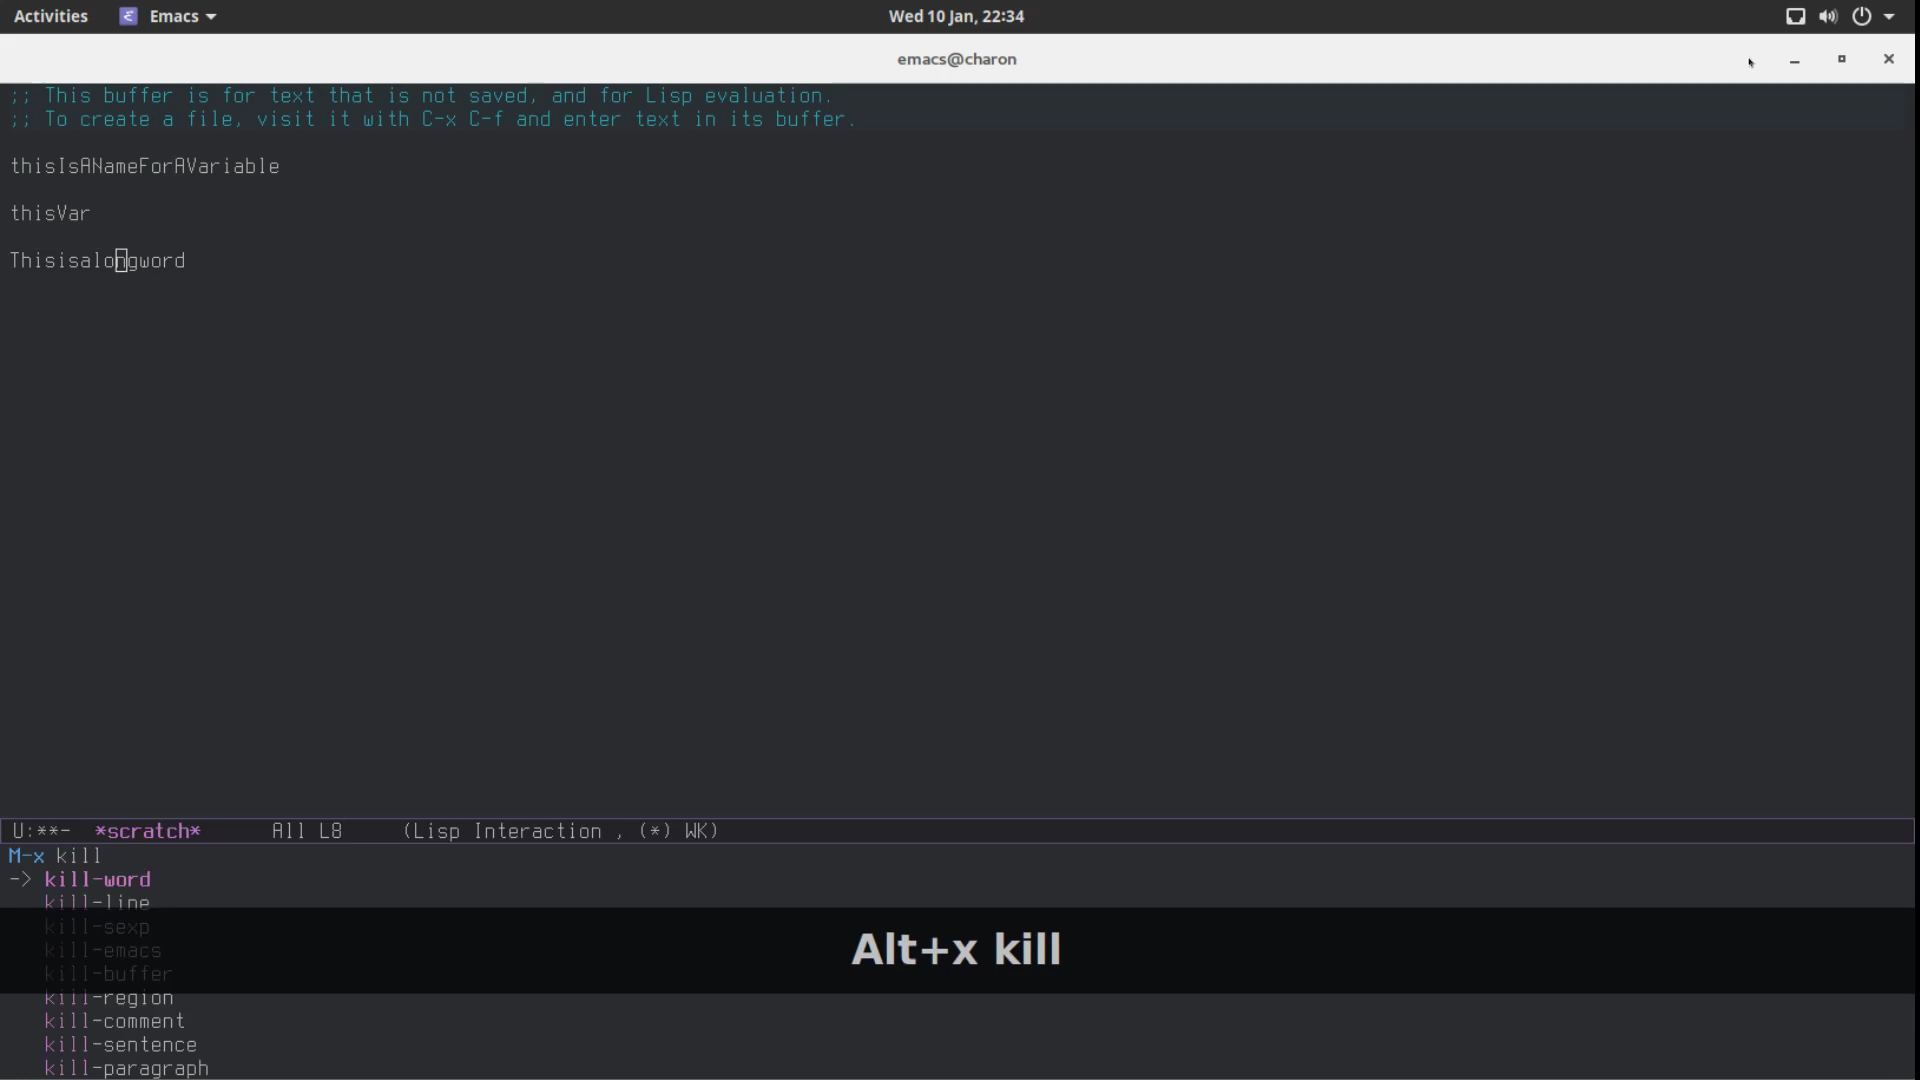 Activities Emacs Wed 10 Jan, 22:34
emacs@charon
;; This buffer is for text that is not saved, and for Lisp evaluation.
;; To create a file, visit it with C-x C-f and enter text in its buffer.
thisIsANameForAVariable
thisVar
Thisisalongword
U:**-  *scratch*      All L8     (Lisp Interaction , (*) WK)
M-x kill
-> kill-word
kill-line
kill-sexp
kill-emacs
kill-buffer
Alt+x kill
kill-region
kill-comment
kill-sentence
kill-paragraph